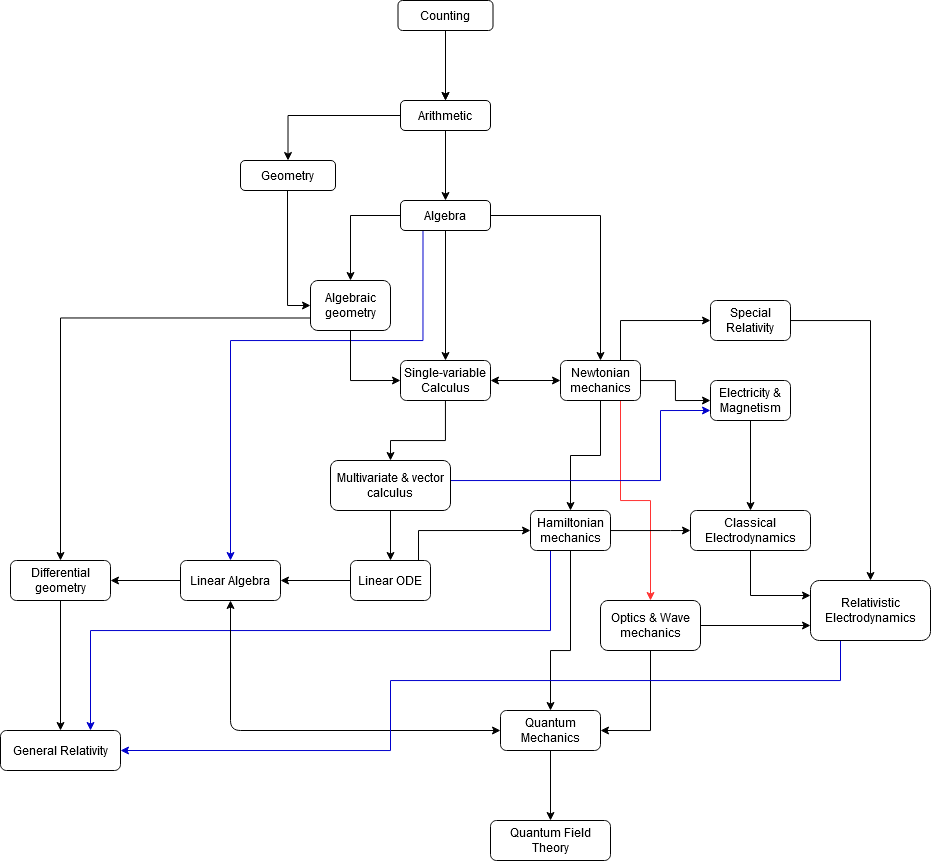 Counting
Arithmetic
Geometry
Algebra
Algebraic
geometry
Special
Relativity
Single-variable
Calculus
Newtonian
mechanics
Electricity &
Magnetism
Multivariate & vector
calculus
Hamiltonian
mechanics
Classical
Electrodynamics
Differential
geometry
Linear Algebra
Linear ODE
Optics & Wave
mechanics
Relativistic
Electrodynamics
General Relativity
Quantum
Mechanics
Quantum Field
Theory